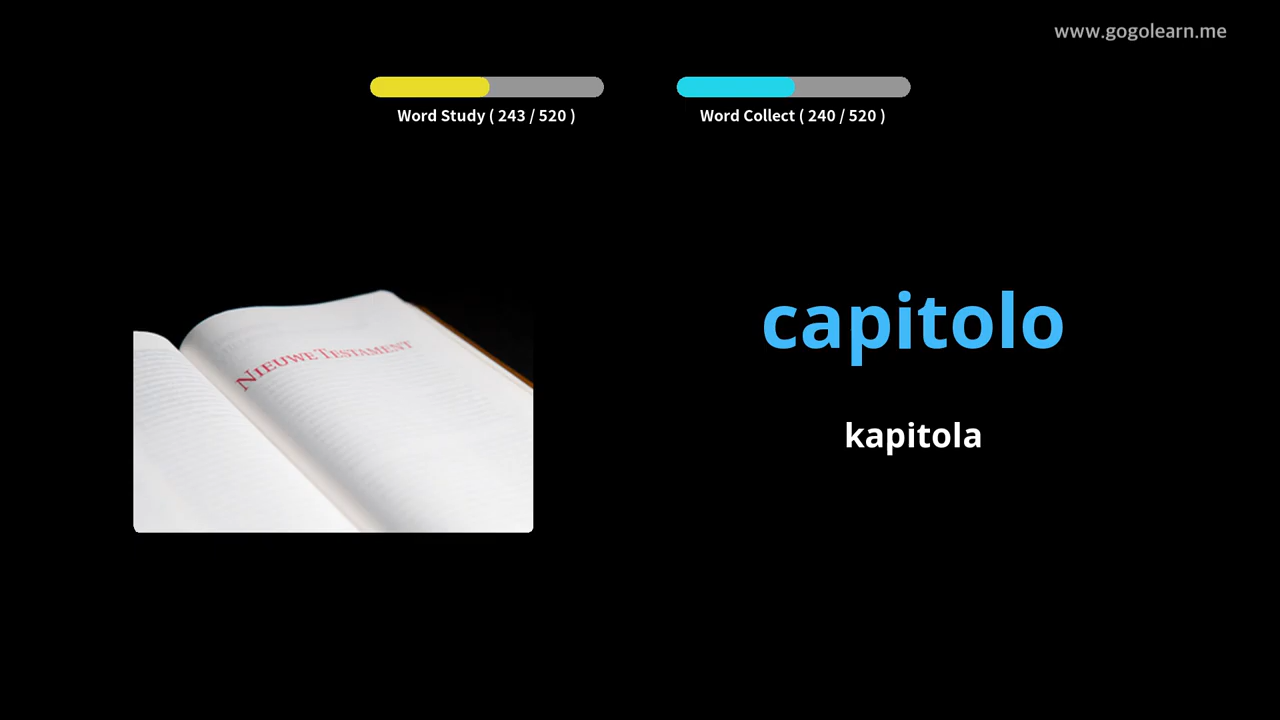 www.gogolearn.me
Word Study ( 243 / 520 )
Word Collect ( 240 / 520 )
NIEUWE TESTAMENT
capitolo
kapitola